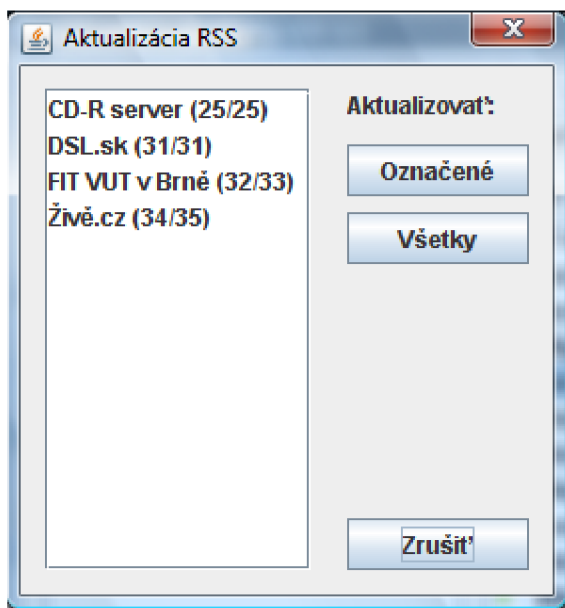 Aktualizácia RSS
CD-R server (25/25)
DSL.sk (31/31)
FIT VUT v Brně (32/33)
Živě.cz (34/35)
Aktualizovať:
Označené
Všetky
Zrušiť